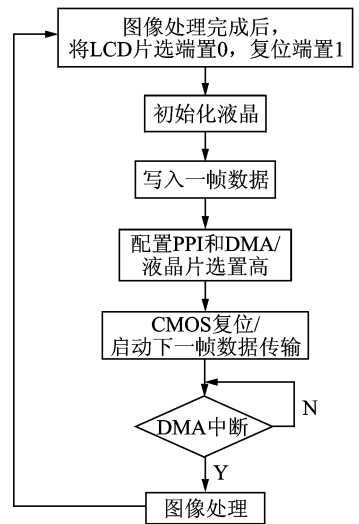 图像处理完成后，
将LCD片选端置0，复位端置1
初始化液晶
写入一帧数据
配置PPI和DMA/
液晶片选置高
CMOS复位/
启动下一帧数据传输
DMA中断
N
Y
图像处理